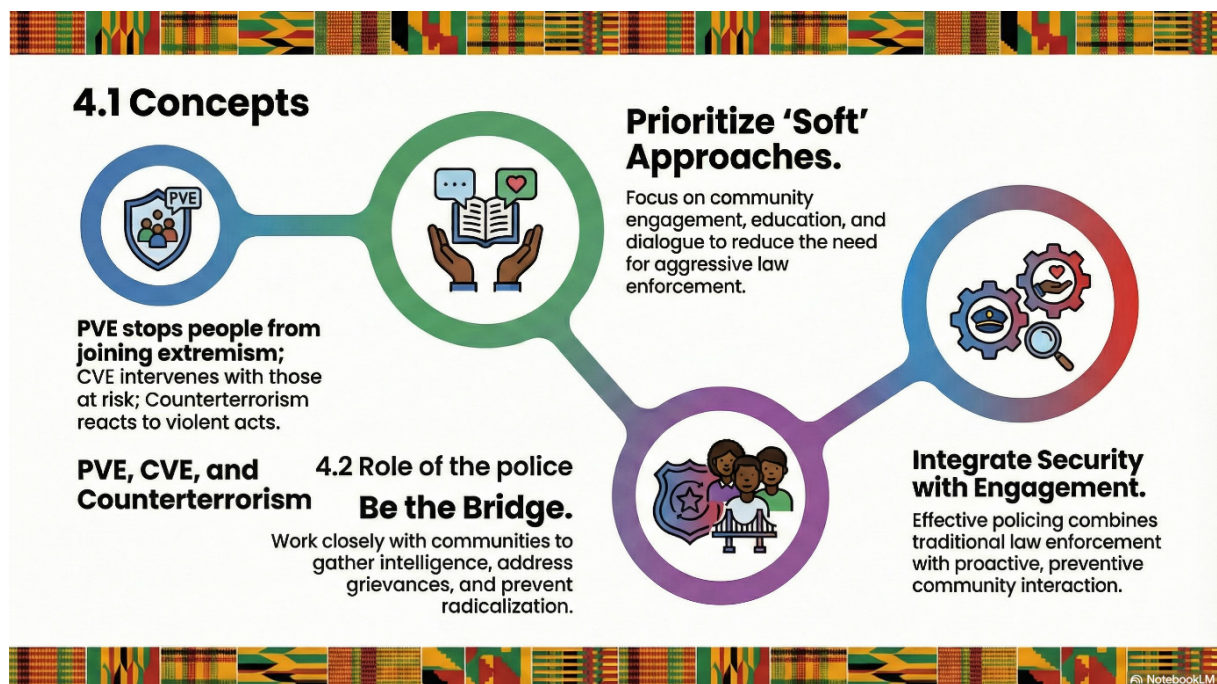 4.1 Concepts
PVE
PVE stops people from
joining extremism;
CVE intervenes with those
at risk; Counterterrorism
reacts to violent acts.
PVE, CVE, and
Counterterrorism
Prioritize ‘Soft’
Approaches.
Focus on community
engagement, education, and
dialogue to reduce the need
for aggressive law
enforcement.
4.2 Role of the police
Be the Bridge.
Work closely with communities to
gather intelligence, address
grievances, and prevent
radicalization.
Integrate Security
with Engagement.
Effective policing combines
traditional law enforcement
with proactive, preventive
community interaction.
NotebookLM